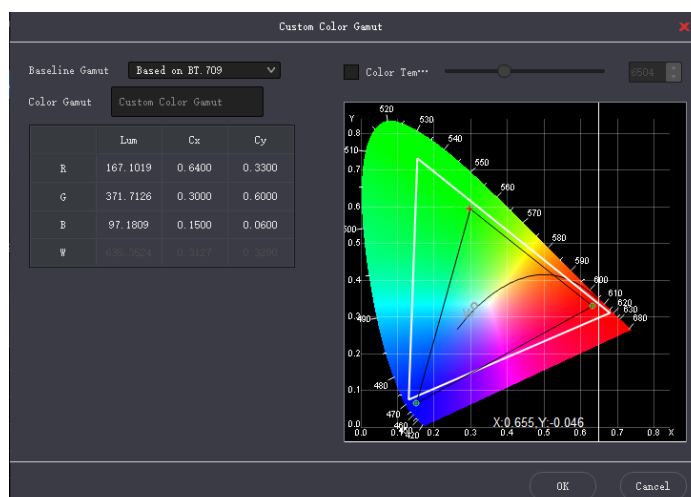 Custom Color Gamut
Baseline Gamut Based on BT.709
Color Tem··· 6504
Color Gamut Custom Color Gamut
Lum Cx Cy
R 167.1019 0.6400 0.3300
G 371.7126 0.3000 0.6000
B 97.1809 0.1500 0.0600
W 0.3127 0.3290
Y
520
530
0.8
540
510
550
0.7
560
0.6
570
500
580
0.5
590
0.4
600
610
620
630
680
0.3
490
0.2
480
0.1
470
X:0.655,Y:-0.046
0.0
460
420
0.0 0.1 0.2 0.3 0.4 0.5 0.6 0.7 0.8 X
OK Cancel